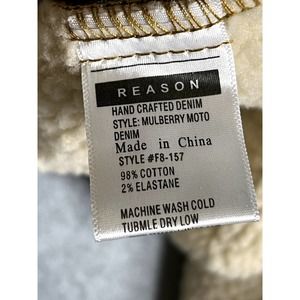 REASON
HAND CRAFTED DENIM
STYLE: MULBERRY MOTO
DENIM
Made in China
STYLE #F8-157
98% COTTON
2% ELASTANE
MACHINE WASH COLD
TUBMLE DRY LOW